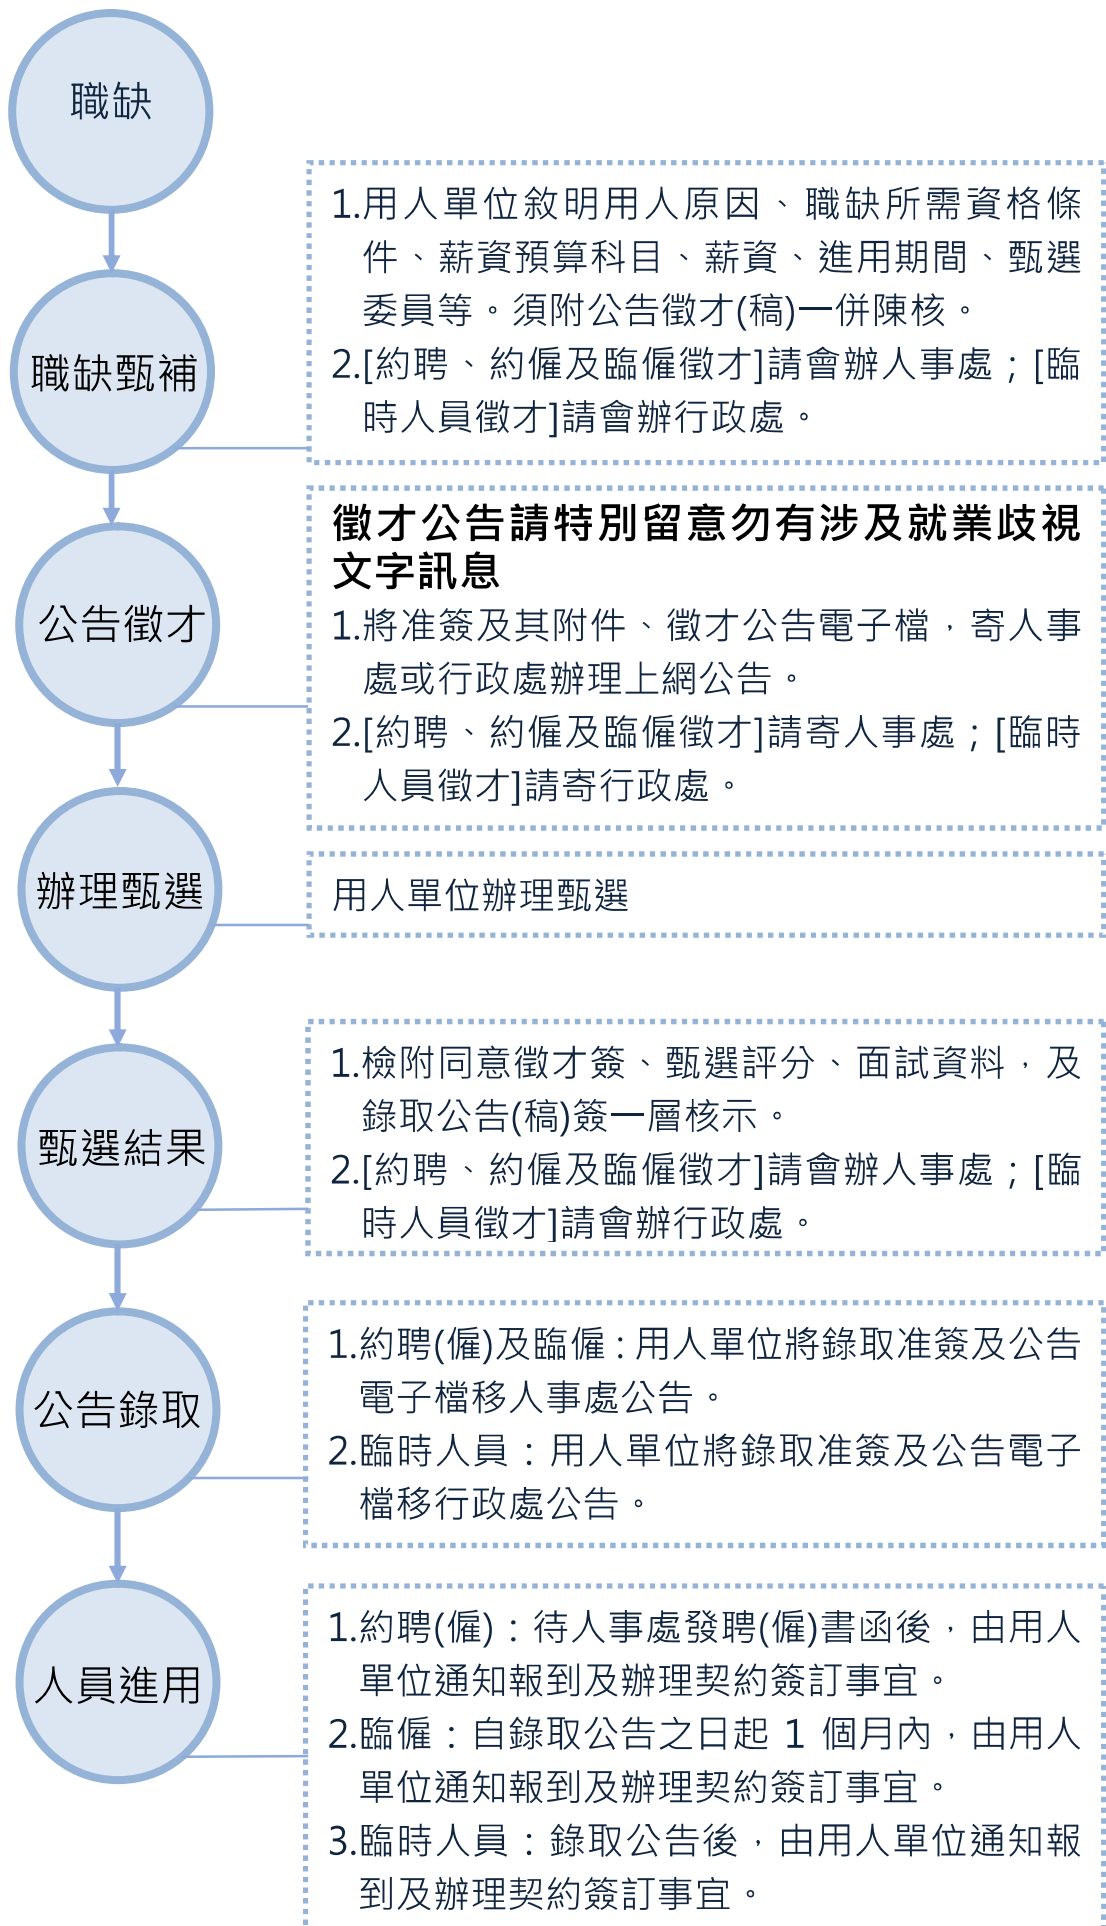 職缺
職缺甄補
1.用人單位敘明用人原因、職缺所需資格條
件、薪資預算科目、薪資、進用期間、甄選
委員等。須附公告徵才(稿)一併陳核。
2.[約聘、約僱及臨僱徵才]請會辦人事處；[臨
時人員徵才]請會辦行政處。
公告徵才
徵才公告請特別留意勿有涉及就業歧視
文字訊息
1.將准簽及其附件、徵才公告電子檔，寄人事
處或行政處辦理上網公告。
2.[約聘、約僱及臨僱徵才]請寄人事處；[臨時
人員徵才]請寄行政處。
辦理甄選
用人單位辦理甄選
甄選結果
1.檢附同意徵才簽、甄選評分、面試資料，及
錄取公告(稿)簽一層核示。
2.[約聘、約僱及臨僱徵才]請會辦人事處；[臨
時人員徵才]請會辦行政處。
公告錄取
1.約聘(僱)及臨僱：用人單位將錄取准簽及公告
電子檔移人事處公告。
2.臨時人員：用人單位將錄取准簽及公告電子
檔移行政處公告。
人員進用
1.約聘(僱)：待人事處發聘(僱)書函後，由用人
單位通知報到及辦理契約簽訂事宜。
2.臨僱：自錄取公告之日起 1 個月內，由用人
單位通知報到及辦理契約簽訂事宜。
3.臨時人員：錄取公告後，由用人單位通知報
到及辦理契約簽訂事宜。